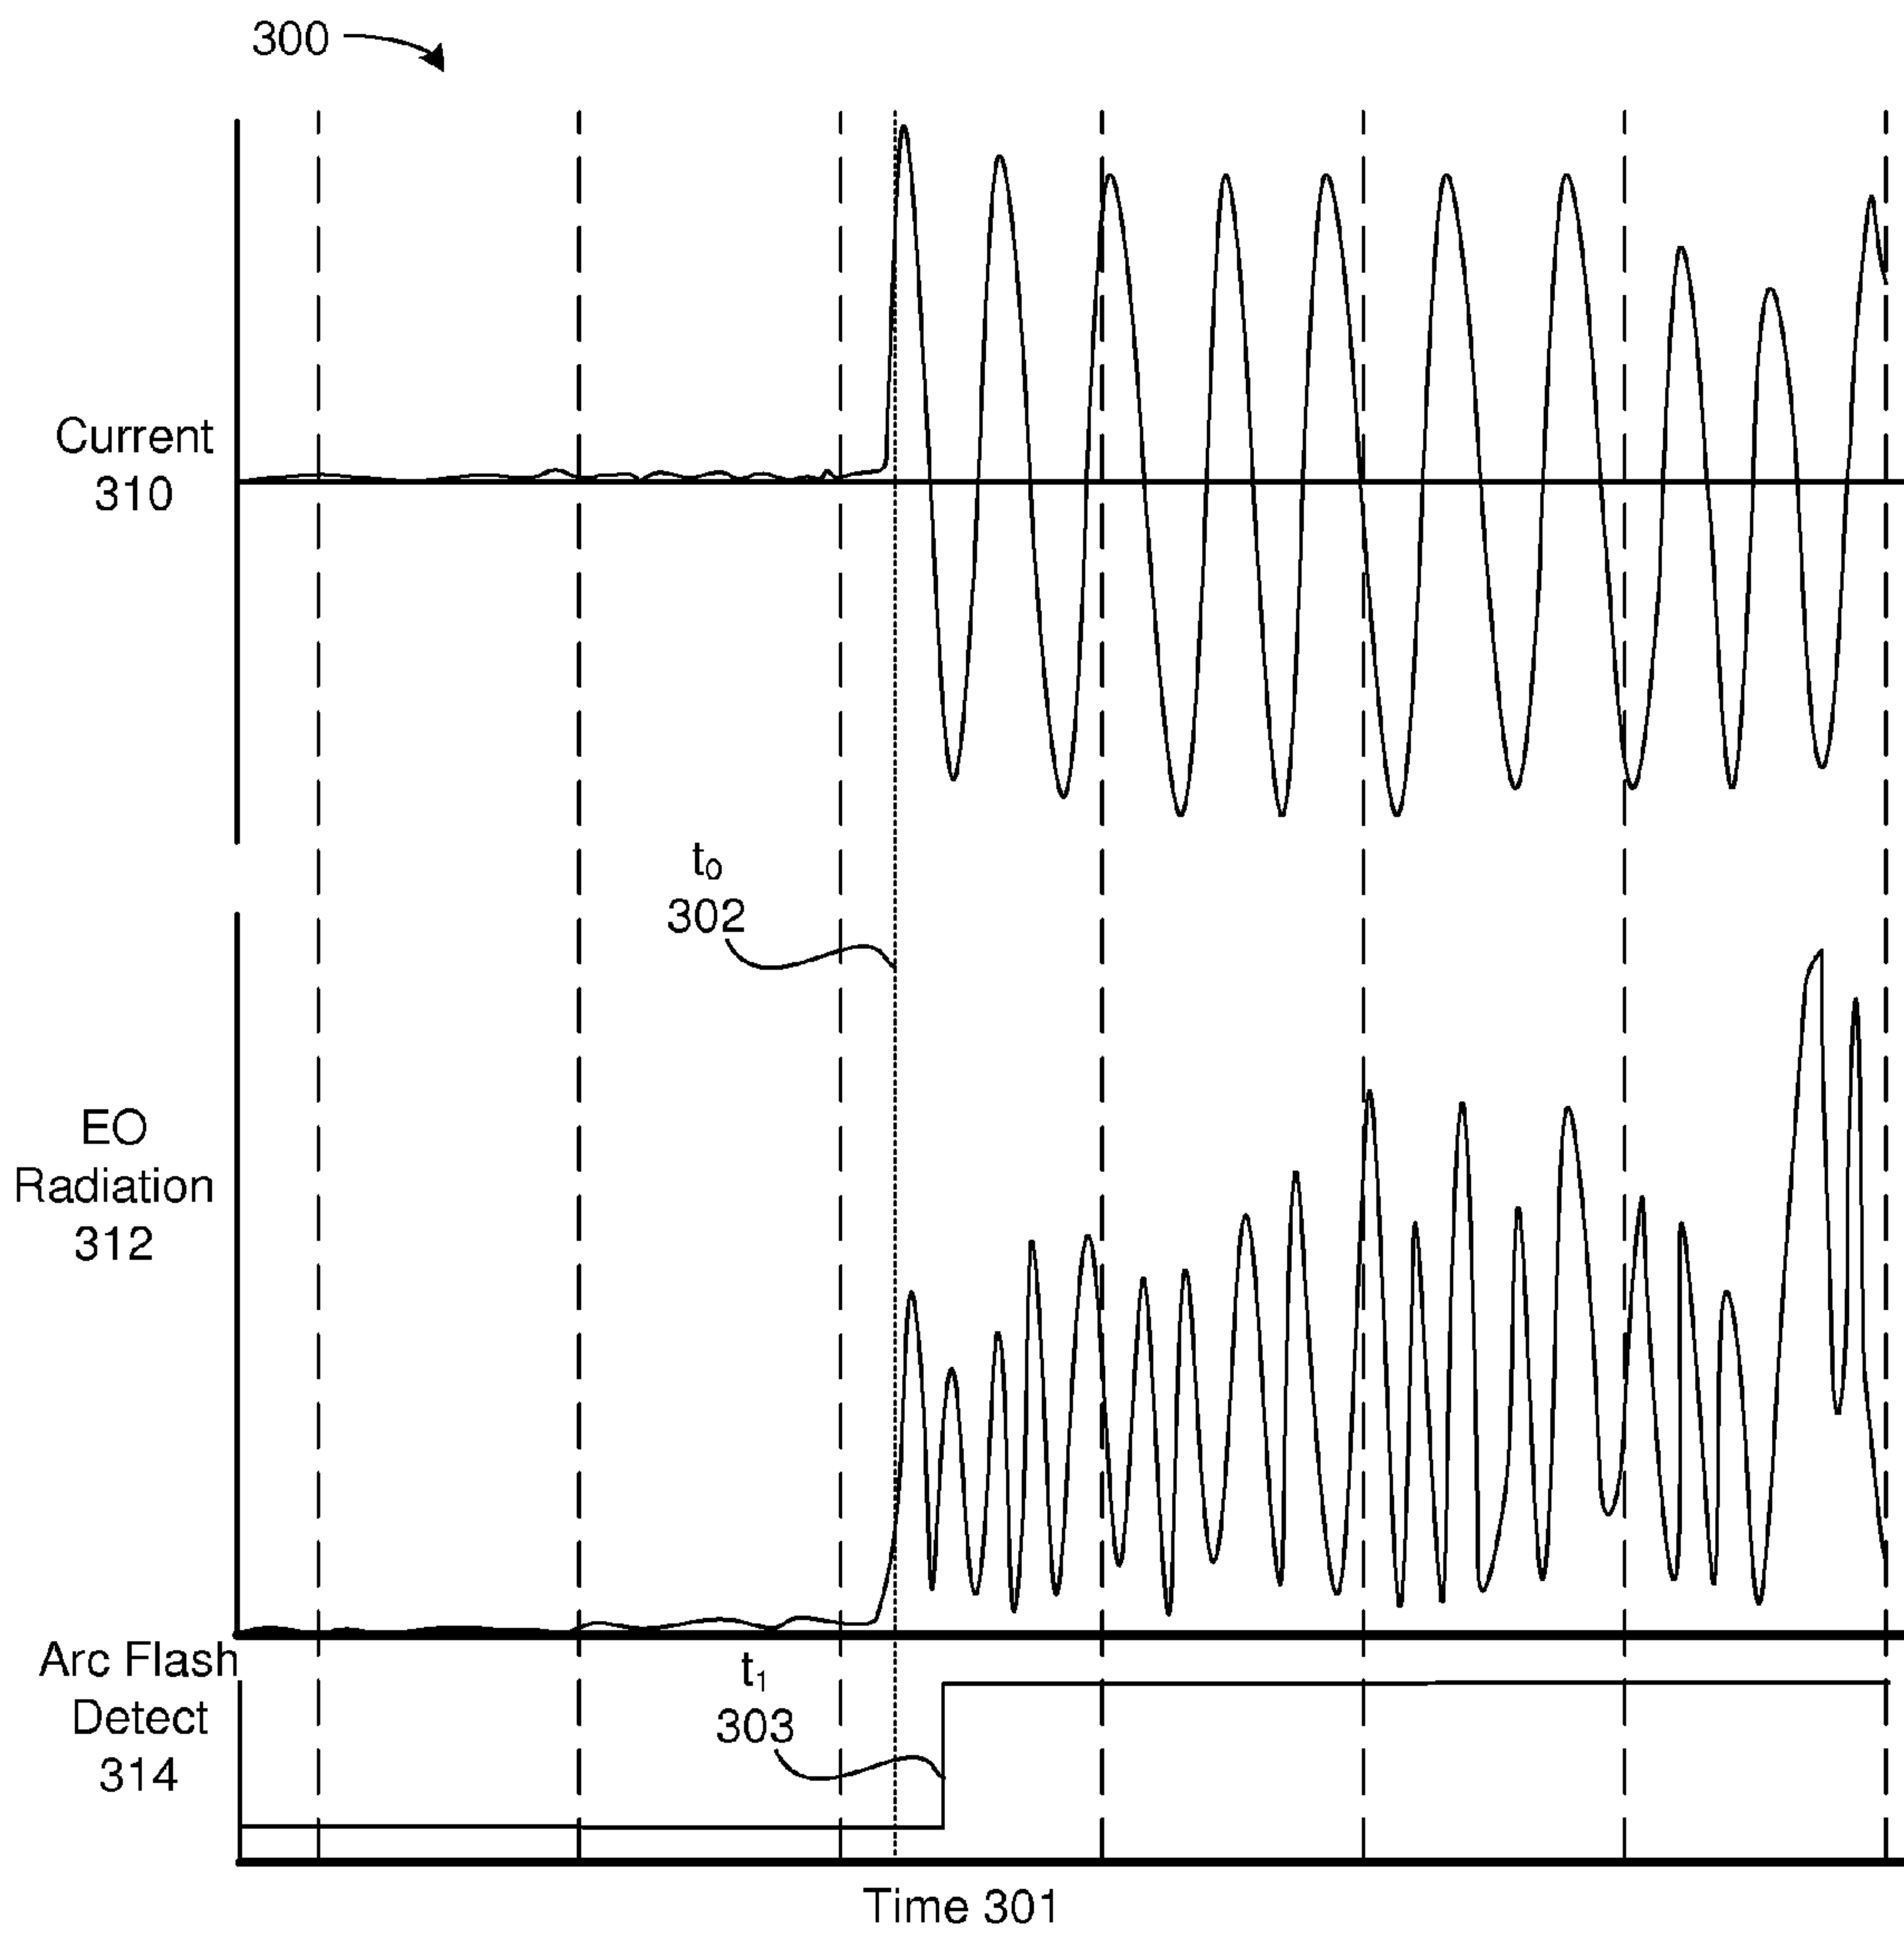 300
Current
310
t₀
302
EO
Radiation
312
Arc Flash
Detect
314
t₁
303
Time 301